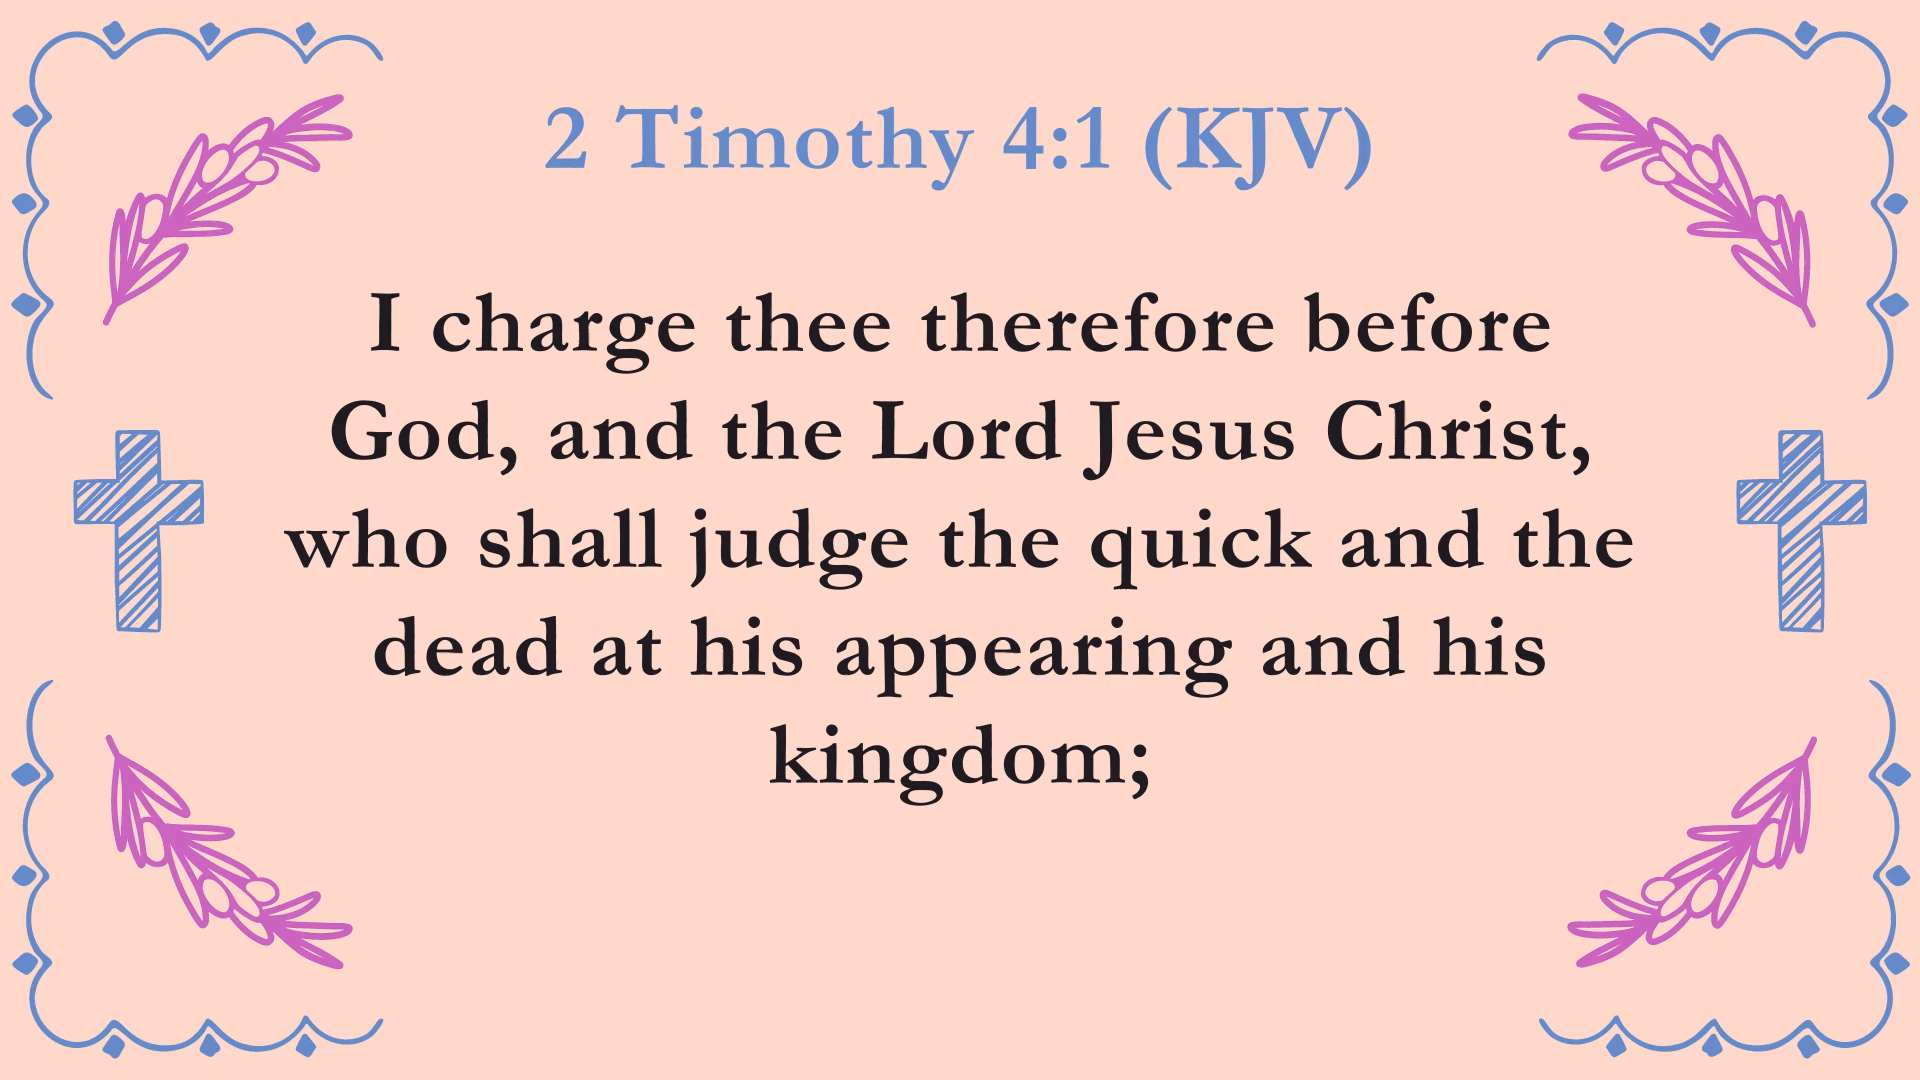 2 Timothy 4:1 (KJV)
I charge thee therefore before
God, and the Lord Jesus Christ,
who shall judge the quick and the
dead at his appearing and his
kingdom;